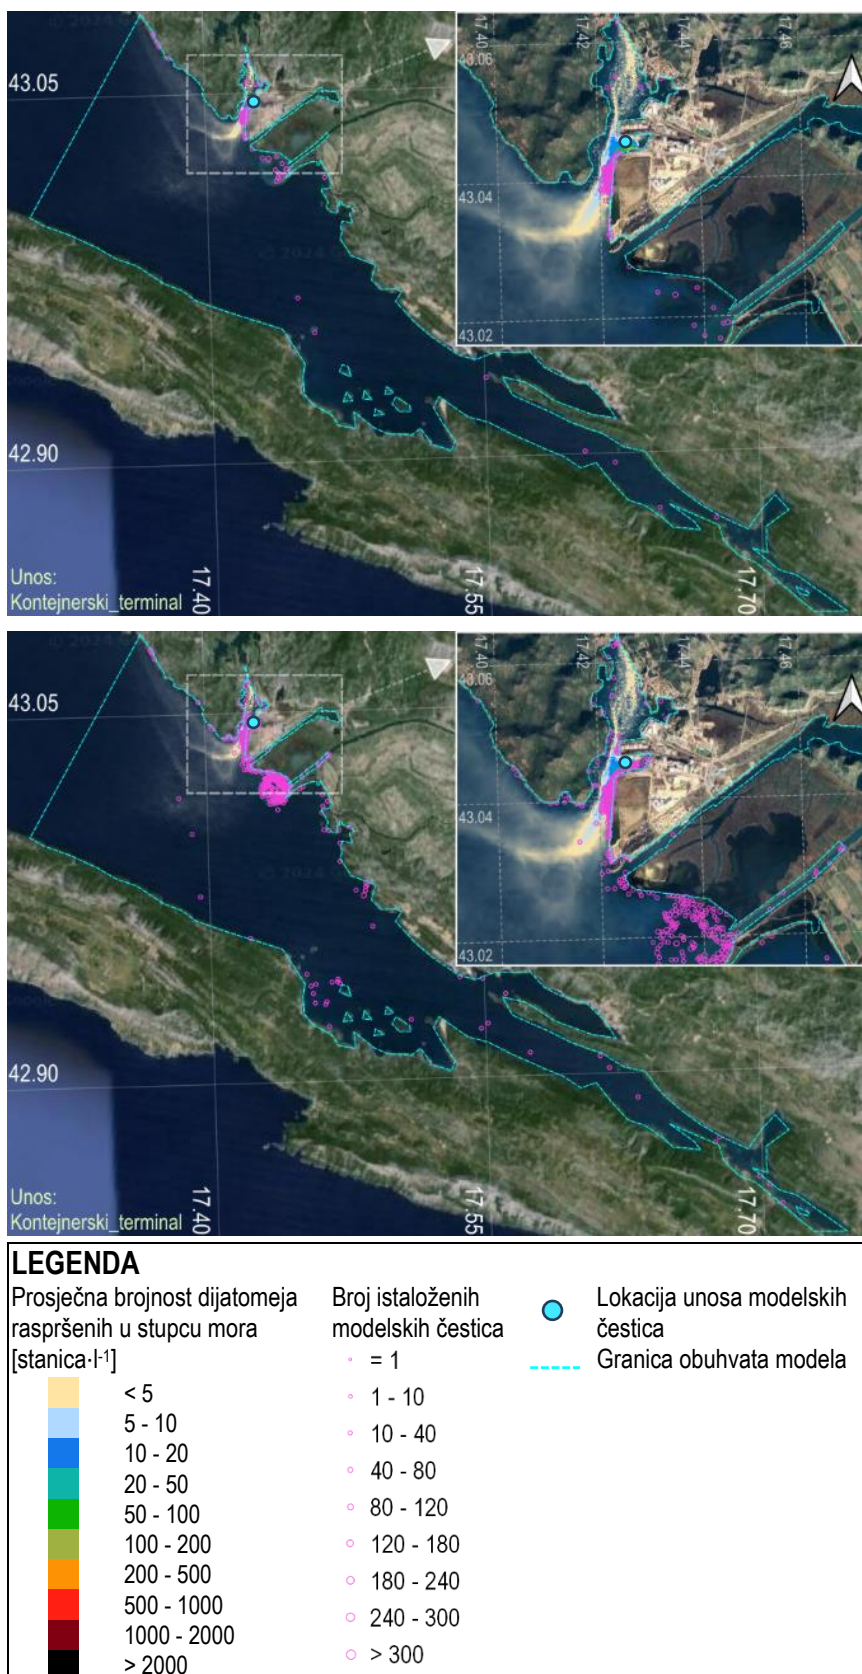 © 2024 G
17.40
17.42
17.44
17.46
43.06
43.05
43.04
© 2024
43.02
42.90
Unos:
Kontejnerski_terminal
17.40
17.55
17.70
17.40
17.42
17.44
17.46
43.06
43.05
43.04
43.02
42.90
Unos:
Kontejnerski_terminal
17.40
17.55
17.70
LEGENDA
Prosječna brojnost dijatomeja
raspršenih u stupcu mora
[stanica·l-1]
< 5
5 - 10
10 - 20
20 - 50
50 - 100
100 - 200
200 - 500
500 - 1000
1000 - 2000
> 2000
Broj istaloženih
modelskih čestica
= 1
1 - 10
10 - 40
40 - 80
80 - 120
120 - 180
180 - 240
240 - 300
> 300
Lokacija unosa modelskih
čestica
Granica obuhvata modela